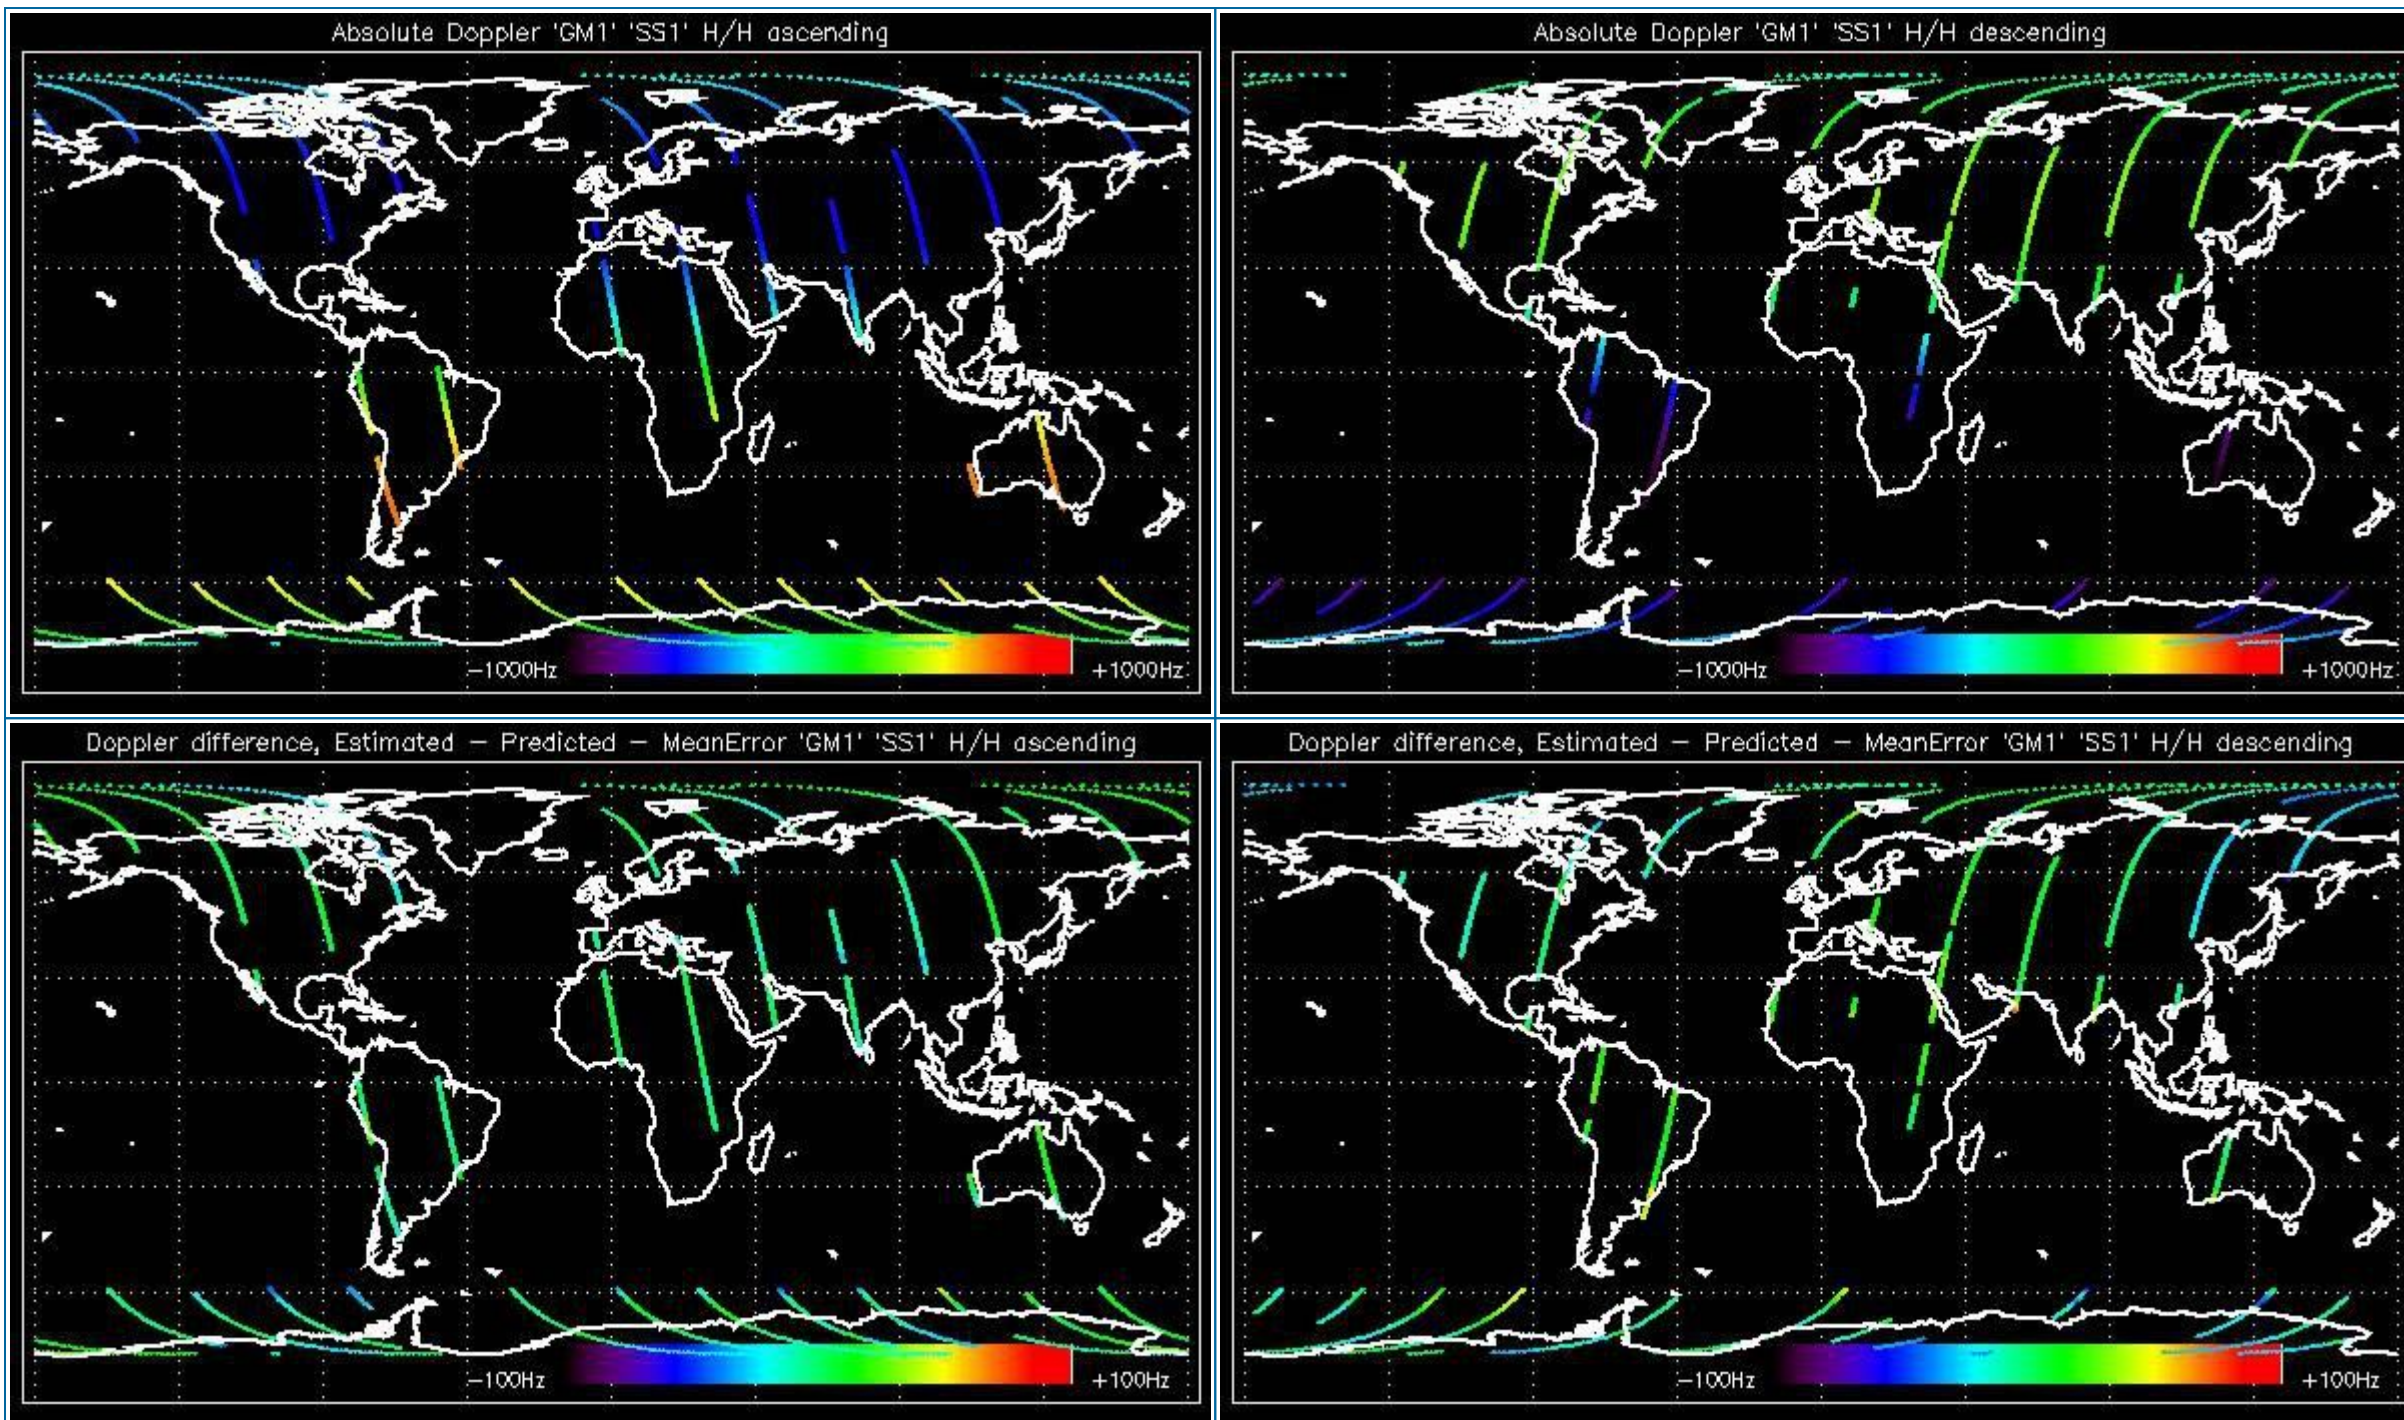 Absolute Doppler 'GM1' 'SS1' H/H ascending
-1000Hz
+1000Hz
Absolute Doppler 'GM1' 'SS1' H/H descending
-1000Hz
+1000Hz
Doppler difference, Estimated - Predicted - MeanError 'GM1' 'SS1' H/H ascending
-100Hz
+100Hz
Doppler difference, Estimated - Predicted - MeanError 'GM1' 'SS1' H/H descending
-100Hz
+100Hz